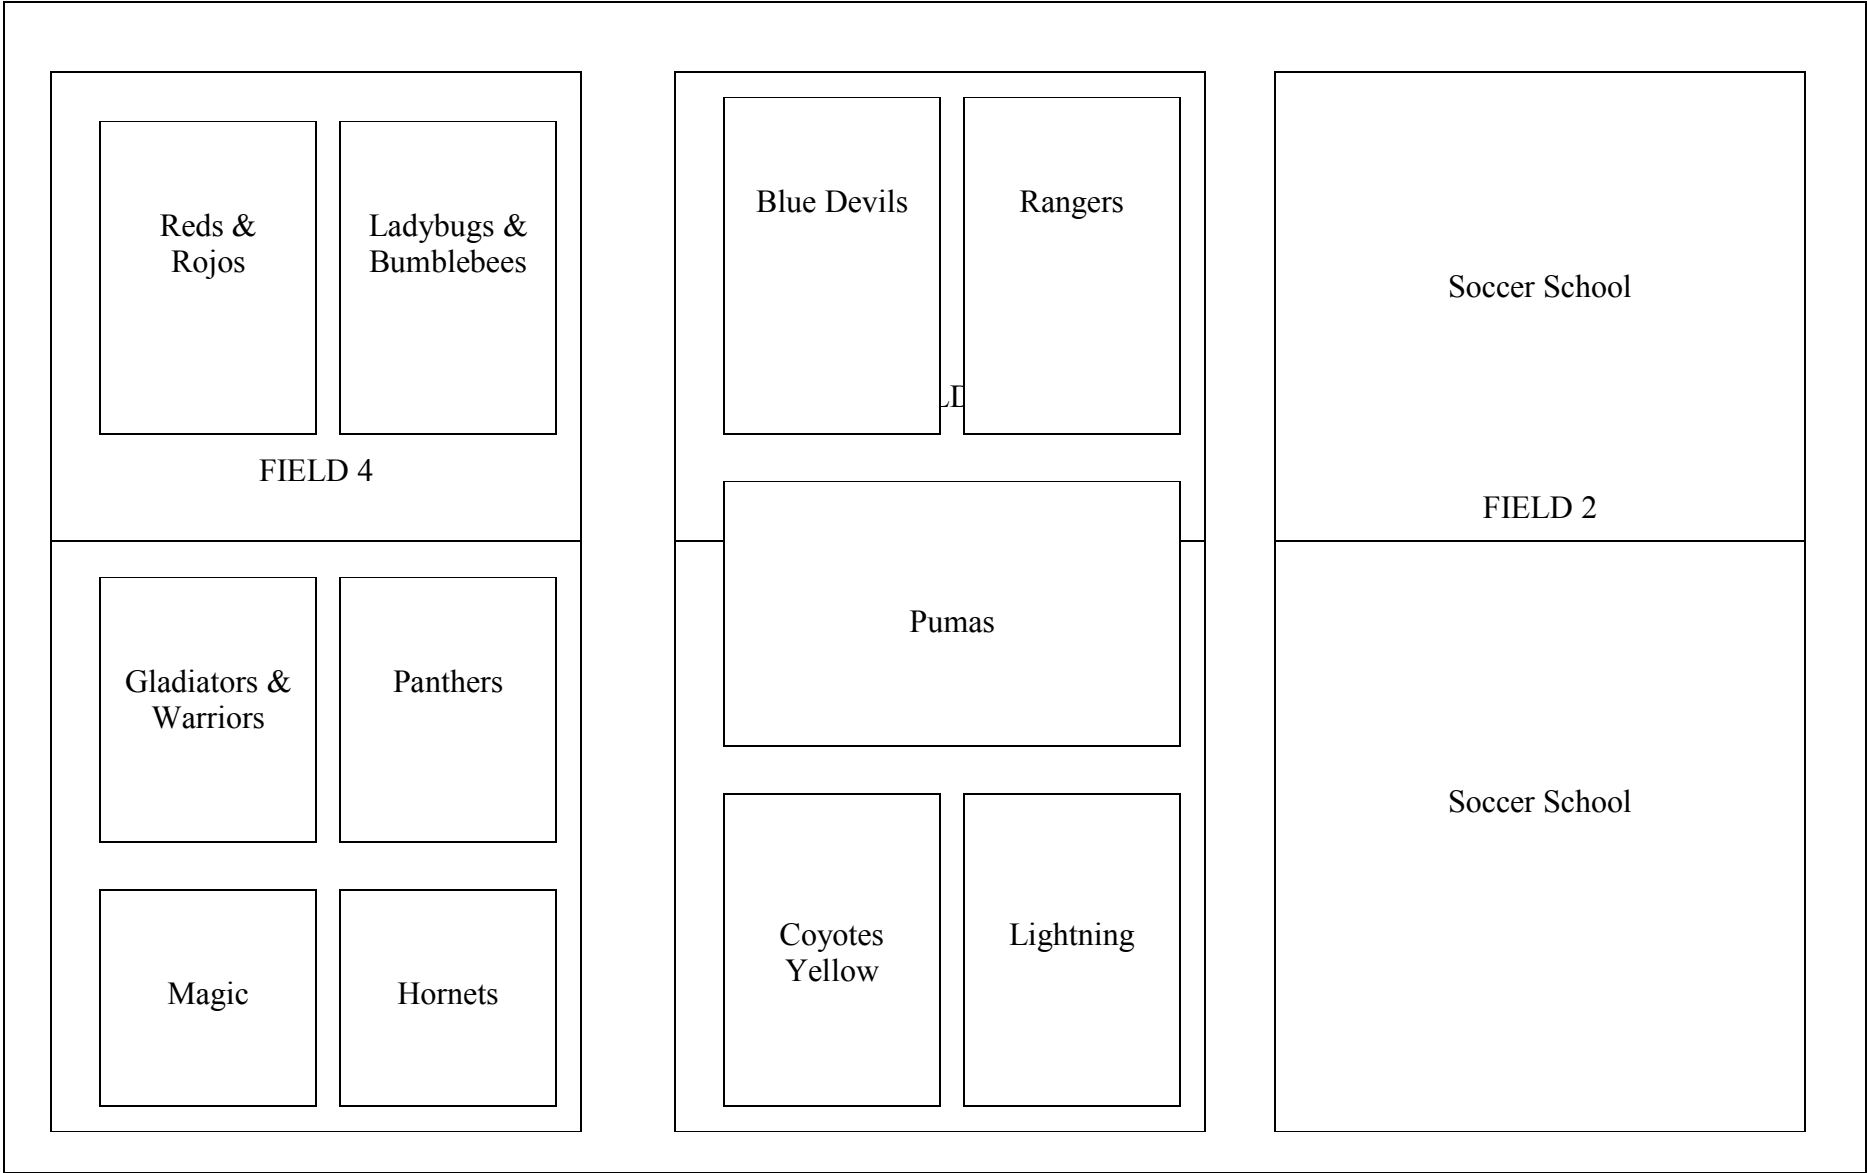 Reds &
Rojos
Ladybugs &
Bumblebees
FIELD 4
Gladiators &
Warriors
Panthers
Magic
Hornets
Blue Devils
Rangers
LD
Pumas
Coyotes
Yellow
Lightning
Soccer School
FIELD 2
Soccer School